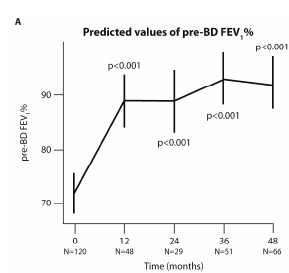 A
Predicted values of pre-BD FEV1%
p<0.001
p<0.001
p<0.001
p<0.001
pre-BD FEV1%
90
80
70
0 12 24 36 48
N=120 N=48 N=29 N=51 N=66
Time (months)